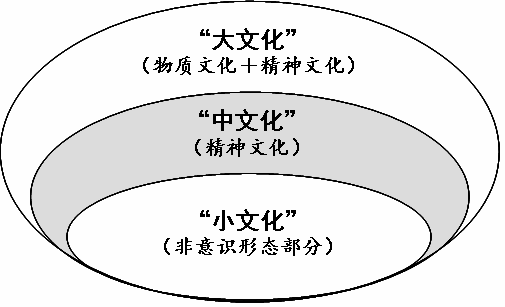 “大文化”
（物质文化＋精神文化）
“中文化”
（精神文化）
“小文化”
（非意识形态部分）